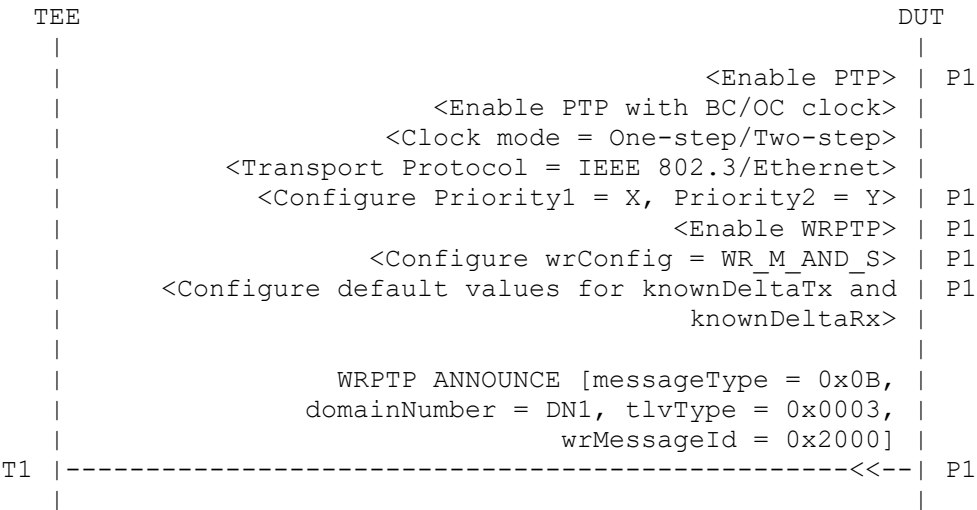 TEE                                                    DUT
   |                                                      |
   |                                         <Enable PTP> | P1
   |                        <Enable PTP with BC/OC clock> |
   |                     <Clock mode = One-step/Two-step> |
   |           <Transport Protocol = IEEE 802.3/Ethernet> |
   |             <Configure Priority1 = X, Priority2 = Y> | P1
   |                                       <Enable WRPTP> | P1
   |                    <Configure wrConfig = WR_M_AND_S> | P1
   |       <Configure default values for knownDeltaTx and | P1
   |                                        knownDeltaRx> |
   |                                                      |
   |                  WRPTP ANNOUNCE [messageType = 0x0B, |
   |                domainNumber = DN1, tlvType = 0x0003, |
   |                                wrMessageId = 0x2000] |
T1 |-------------------------------------------------<<--| P1
   |                                                      |